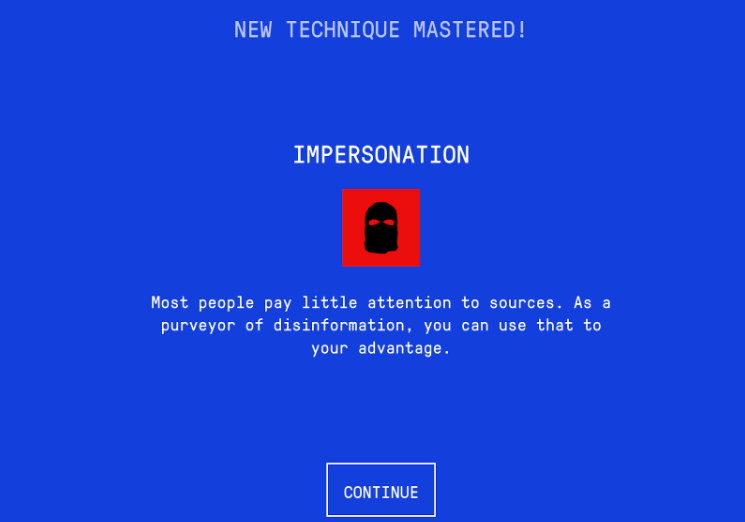 NEW TECHNIQUE MASTERED!
IMPERSONATION
Most people pay little attention to sources. As a
purveyor of disinformation, you can use that to
your advantage.
CONTINUE